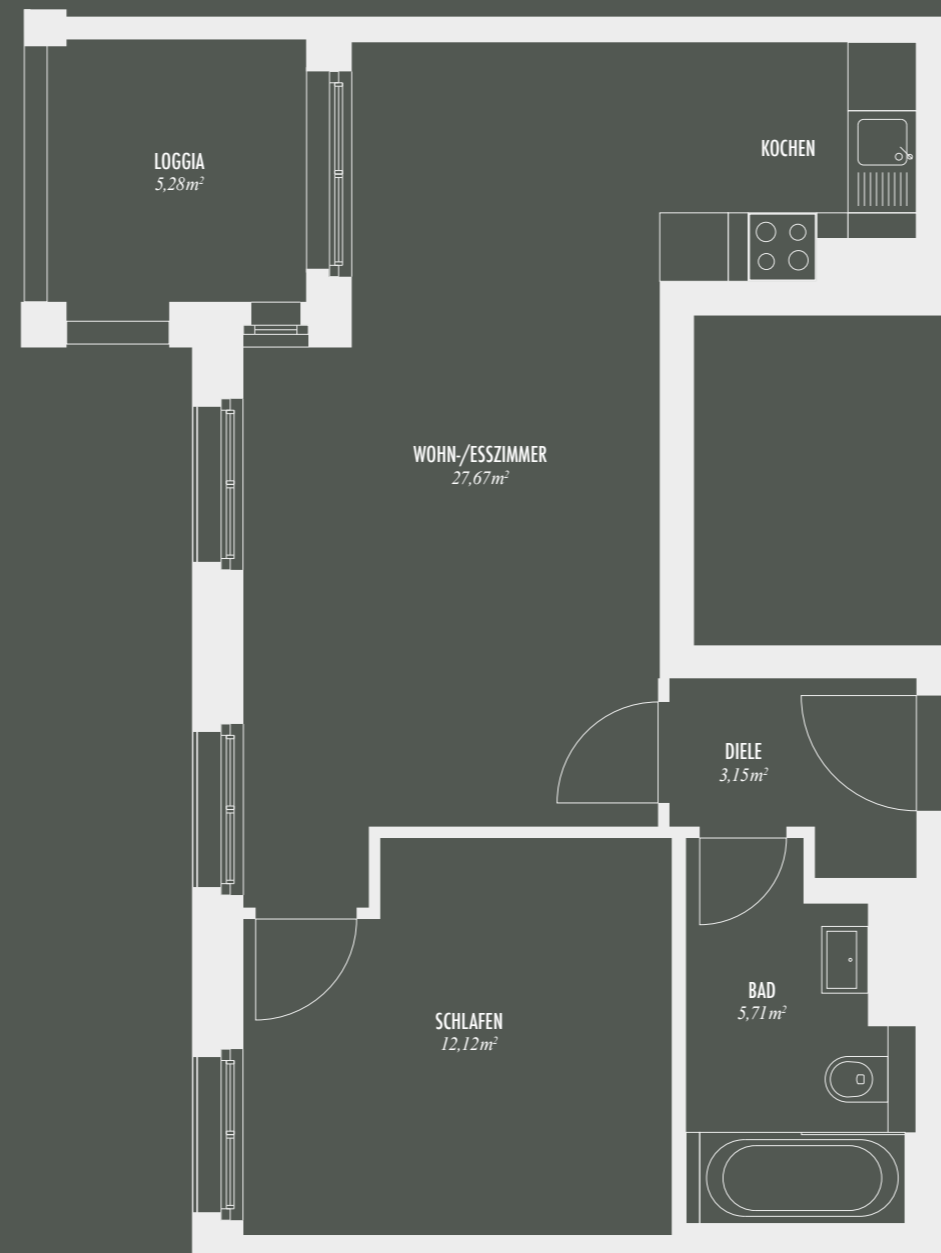 LOGGIA
5,28m²
KOCHEN
WOHN-/ESSZIMMER
27,67m²
DIELE
3,15m²
BAD
5,71m²
SCHLAFEN
12,12m²